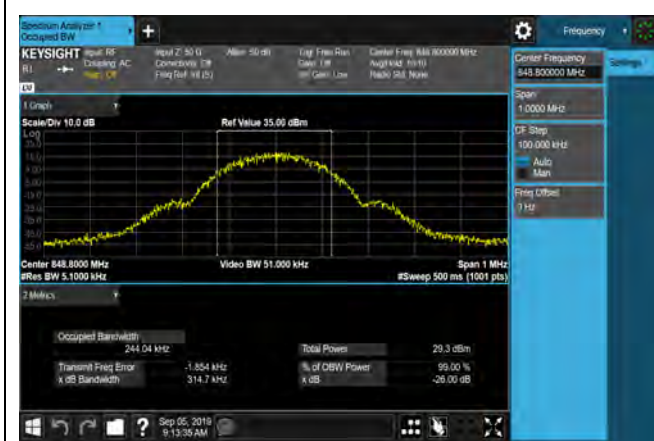 Spectrum Analyzer 1
Occupied BW
Frequency
KEYSIGHT Input: RF
Coupling: AC
Input Z: 50 Ω
Corrections: Off
Freq Ref: Int (S)
Atten: 50 dB
Trig: Free Run
Gate: Off
#IF Gain: Low
Center Freq: 848.800000 MHz
Avg|Hold: 10/10
Radio Std: None
Center Frequency
848.800000 MHz
Settings
Span
1.0000 MHz
CF Step
100.000 kHz
Auto
Man
Freq Offset
0 Hz
1 Graph
Scale/Div 10.0 dB
Ref Value 35.00 dBm
Log
Center 848.8000 MHz
Video BW 51.000 kHz
Span 1 MHz
#Res BW 5.1000 kHz
#Sweep 500 ms (1001 pts)
2 Metrics
Occupied Bandwidth
244.04 kHz
Total Power
29.3 dBm
Transmit Freq Error
-1.854 kHz
% of OBW Power
99.00 %
x dB Bandwidth
314.7 kHz
x dB
-26.00 dB
Sep 05, 2019
9:13:35 AM